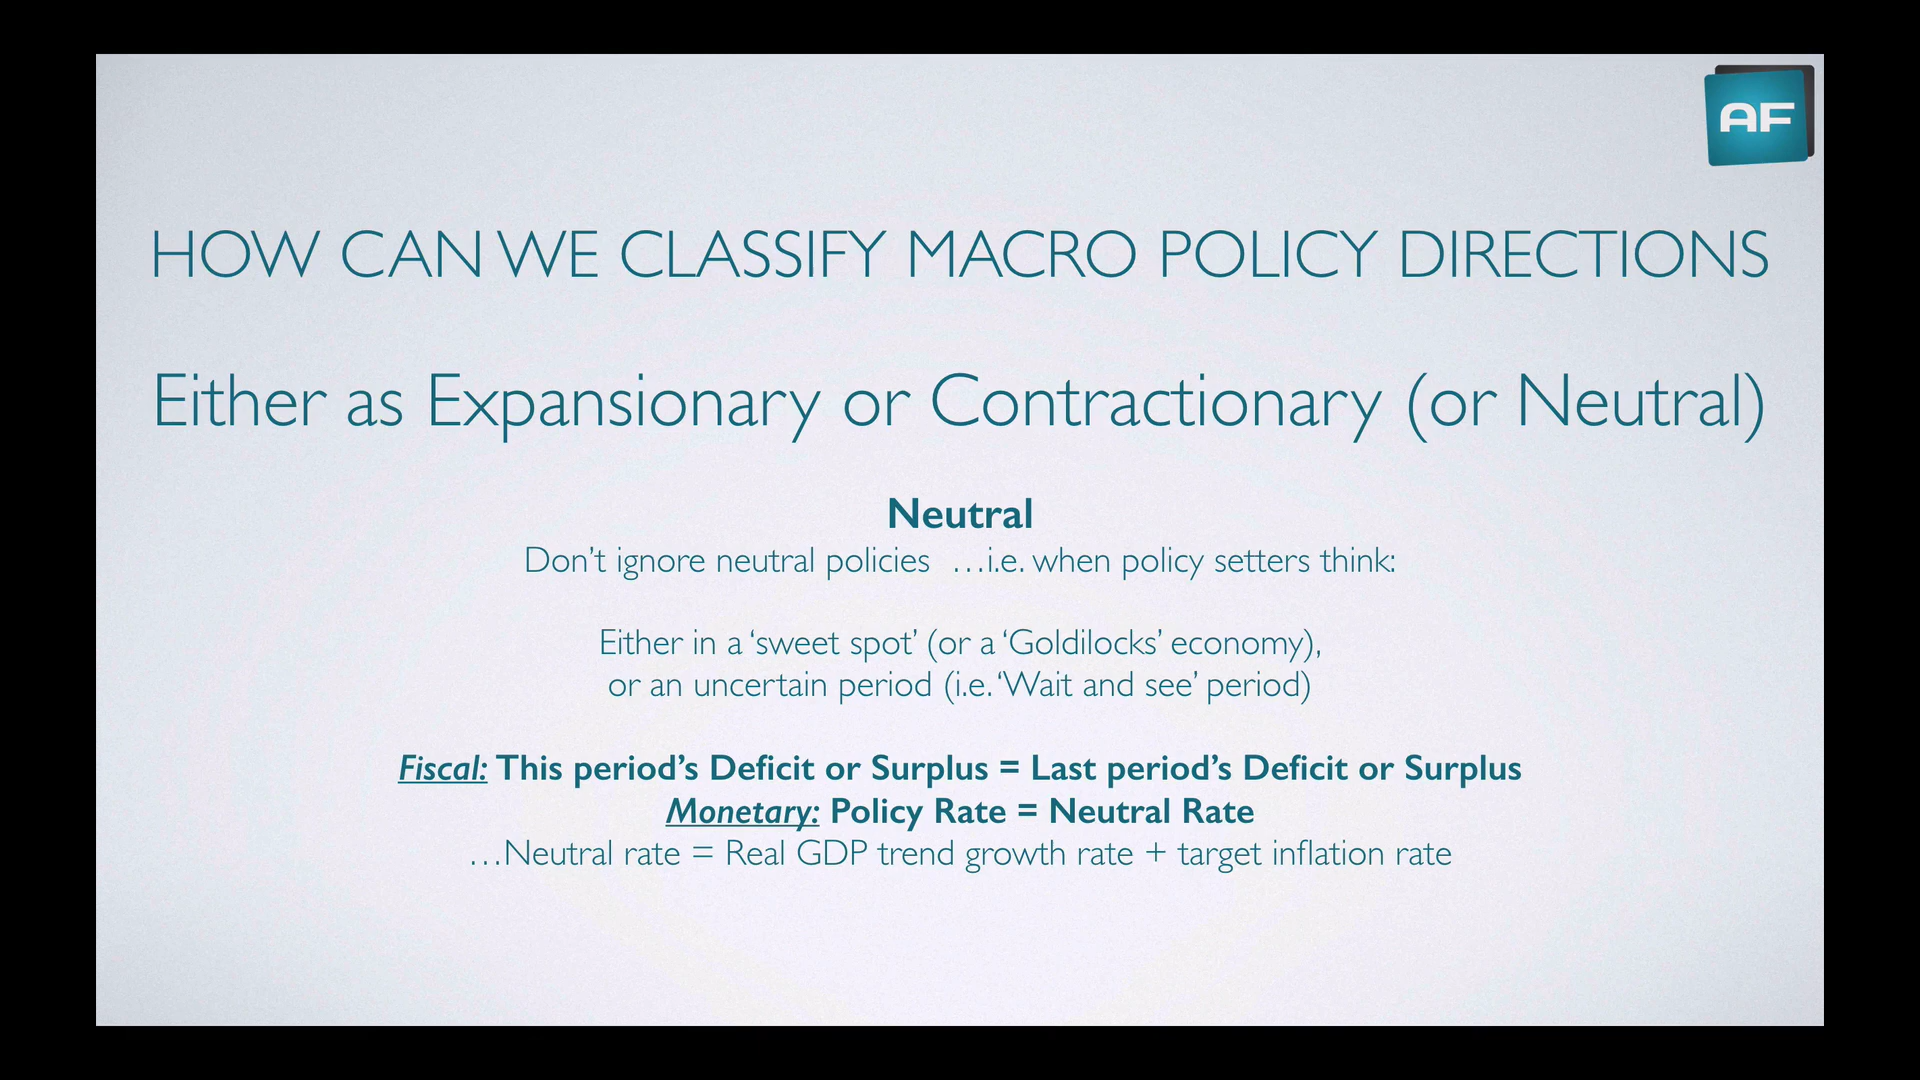 AF
HOW CAN WE CLASSIFY MACRO POLICY DIRECTIONS
Either as Expansionary or Contractionary (or Neutral)
Neutral
Don’t ignore neutral policies …i.e. when policy setters think:
Either in a ‘sweet spot’ (or a ‘Goldilocks’ economy),
or an uncertain period (i.e. ‘Wait and see’ period)
Fiscal: This period’s Deficit or Surplus = Last period’s Deficit or Surplus
Monetary: Policy Rate = Neutral Rate
…Neutral rate = Real GDP trend growth rate + target inflation rate